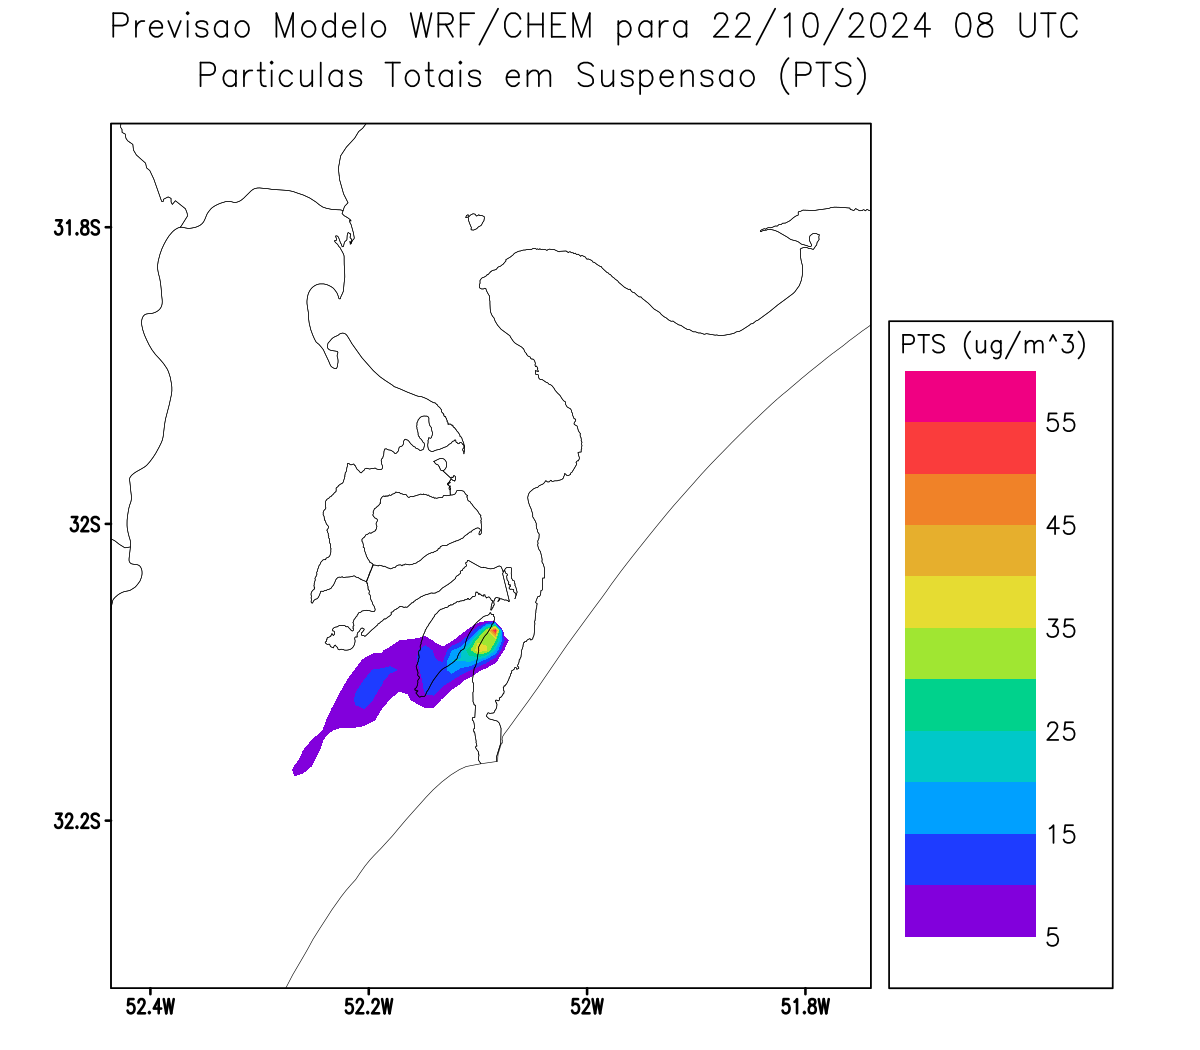 Previsao Modelo WRF/CHEM para 22/10/2024 08 UTC
Particulas Totais em Suspensao (PTS)
31.8S
32S
32.2S
52.4W
52.2W
52W
51.8W
PTS (ug/m^3)
55
45
35
25
15
5